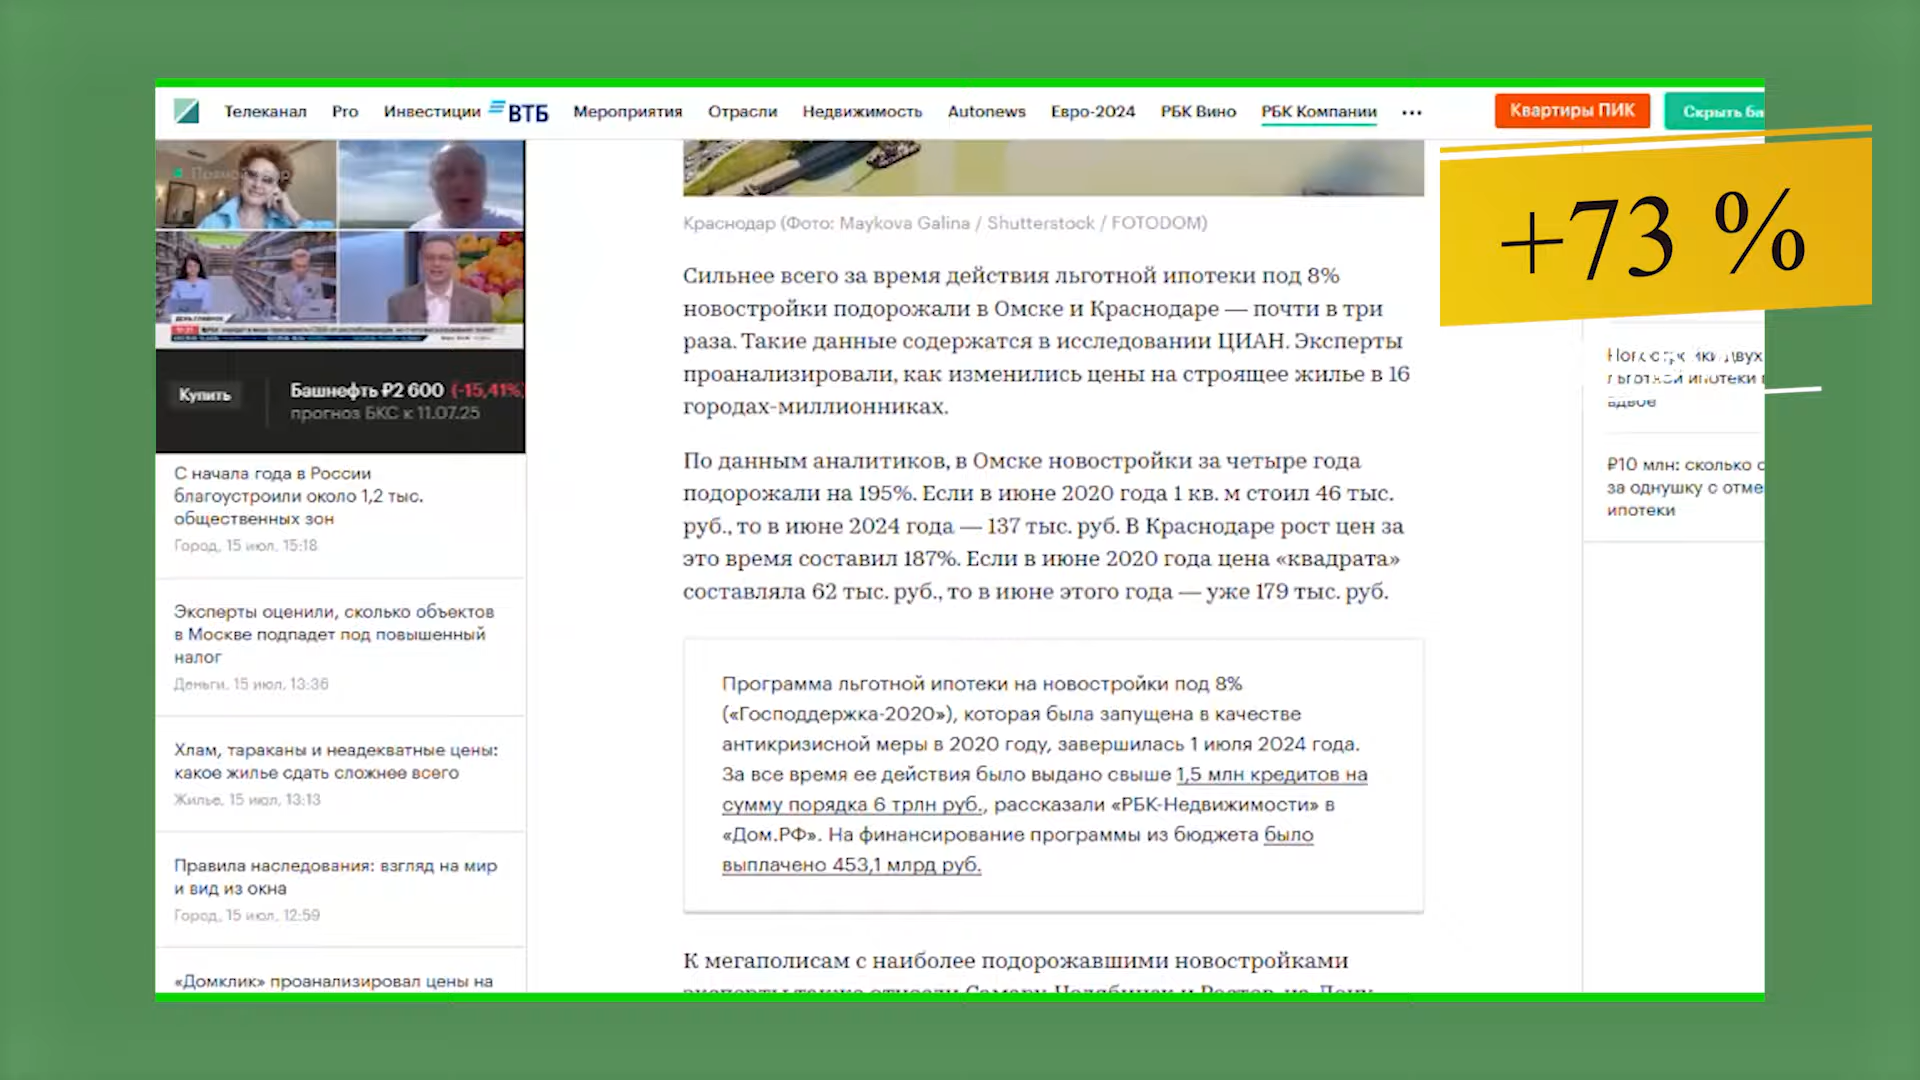 Телеканал Pro Инвестиции ВТБ Мероприятия Отрасли Недвижимость Autonews Евро-2024 РБК Вино РБК Компании ...
Квартиры ПИК
Скрыть ба
+73 %
Купить
Башнефть ₽2 600 (-15,41%)
прогноз БКС к 11.07.25
С начала года в России
благоустроили около 1,2 тыс.
общественных зон
Город, 15 июл, 15:18
Эксперты оценили, сколько объектов
в Москве подпадет под повышенный
налог
Деньги, 15 июл, 13:36
Хлам, тараканы и неадекватные цены:
какое жилье сдать сложнее всего
Жилье, 15 июл, 13:13
Правила наследования: взгляд на мир
и вид из окна
Город, 15 июл, 12:59
«Домклик» проанализировал цены на
Краснодар (Фото: Maykova Galina / Shutterstock / FOTODOM)
Сильнее всего за время действия льготной ипотеки под 8%
новостройки подорожали в Омске и Краснодаре — почти в три
раза. Такие данные содержатся в исследовании ЦИАН. Эксперты
проанализировали, как изменились цены на строящее жилье в 16
городах-миллионниках.
По данным аналитиков, в Омске новостройки за четыре года
подорожали на 195%. Если в июне 2020 года 1 кв. м стоил 46 тыс.
руб., то в июне 2024 года — 137 тыс. руб. В Краснодаре рост цен за
это время составил 187%. Если в июне 2020 года цена «квадрата»
составляла 62 тыс. руб., то в июне этого года — уже 179 тыс. руб.
Программа льготной ипотеки на новостройки под 8%
(«Господдержка-2020»), которая была запущена в качестве
антикризисной меры в 2020 году, завершилась 1 июля 2024 года.
За все время ее действия было выдано свыше 1,5 млн кредитов на
сумму порядка 6 трлн руб., рассказали «РБК-Недвижимости» в
«Дом.РФ». На финансирование программы из бюджета было
выплачено 453,1 млрд руб.
К мегаполисам с наиболее подорожавшими новостройками
эксперты также отнесли Самару, Челябинск и Ростов-на-Дону
двух
ипотеки
вдвое
₽10 млн: сколько с
за однушку с отме
ипотеки